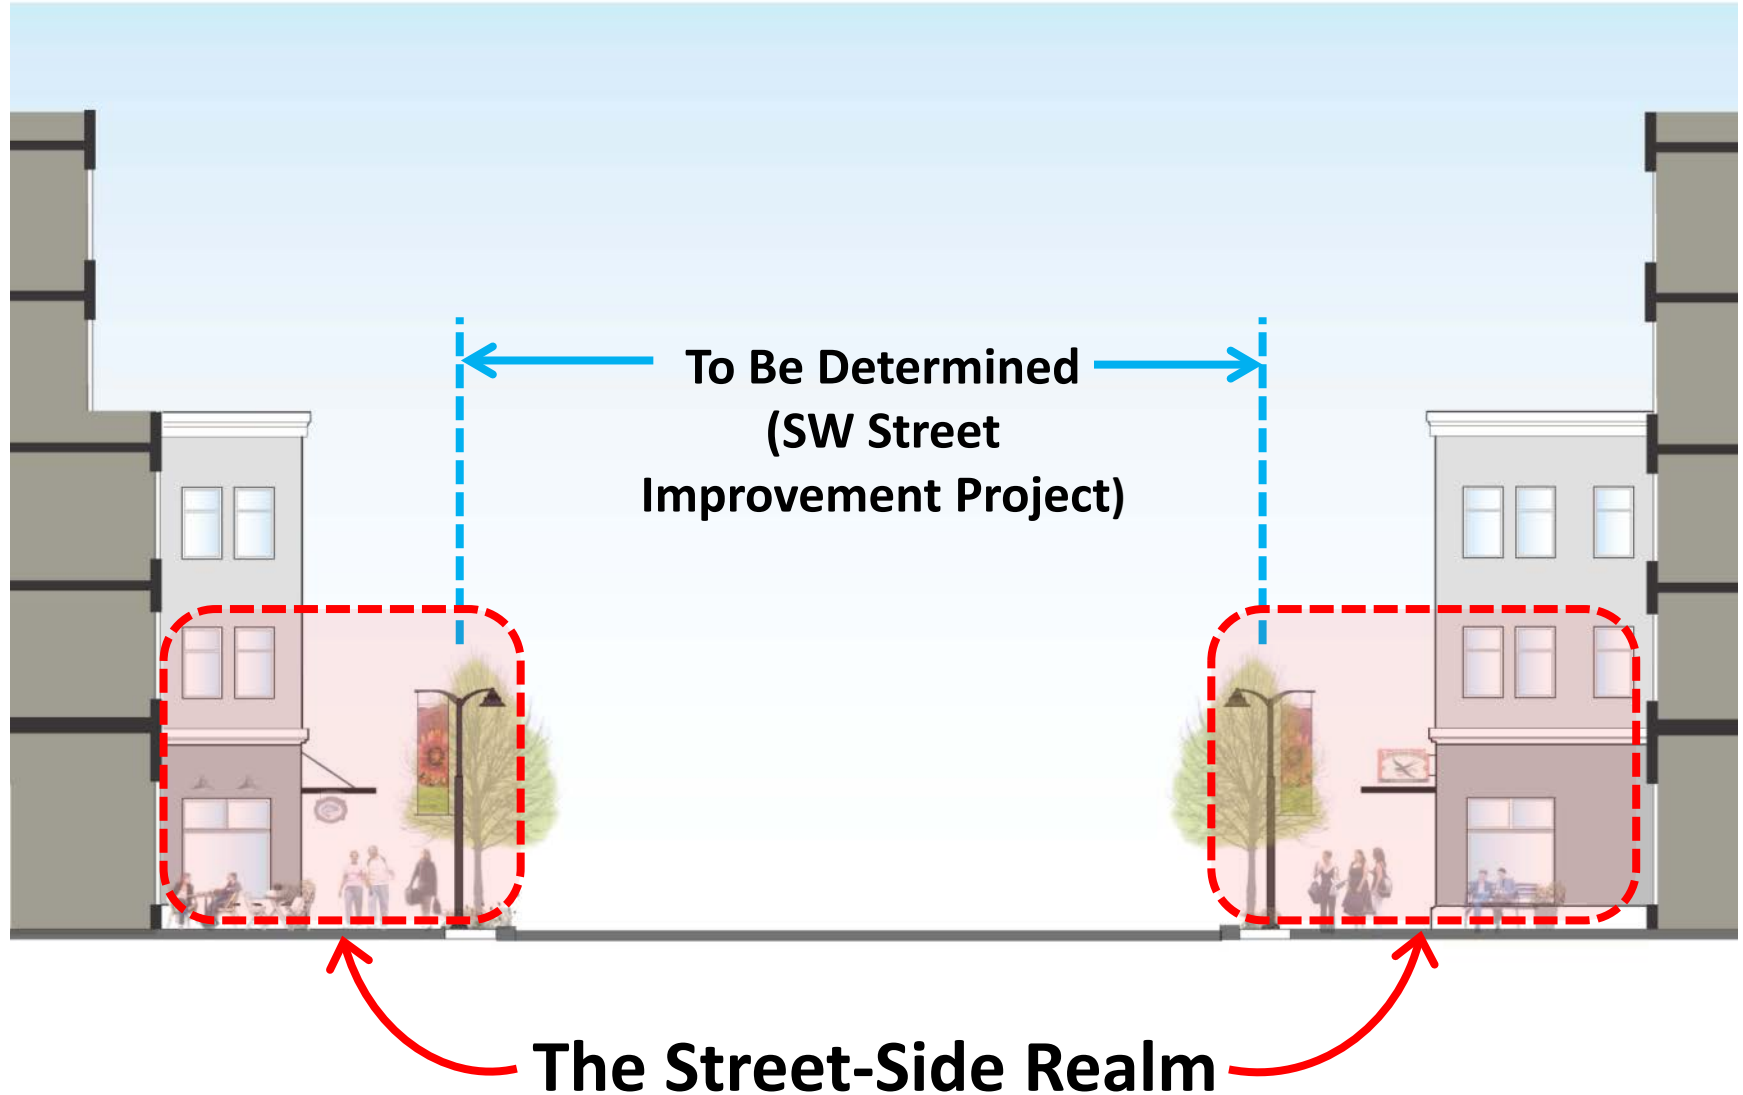 To Be Determined
(SW Street
Improvement Project)
The Street-Side Realm